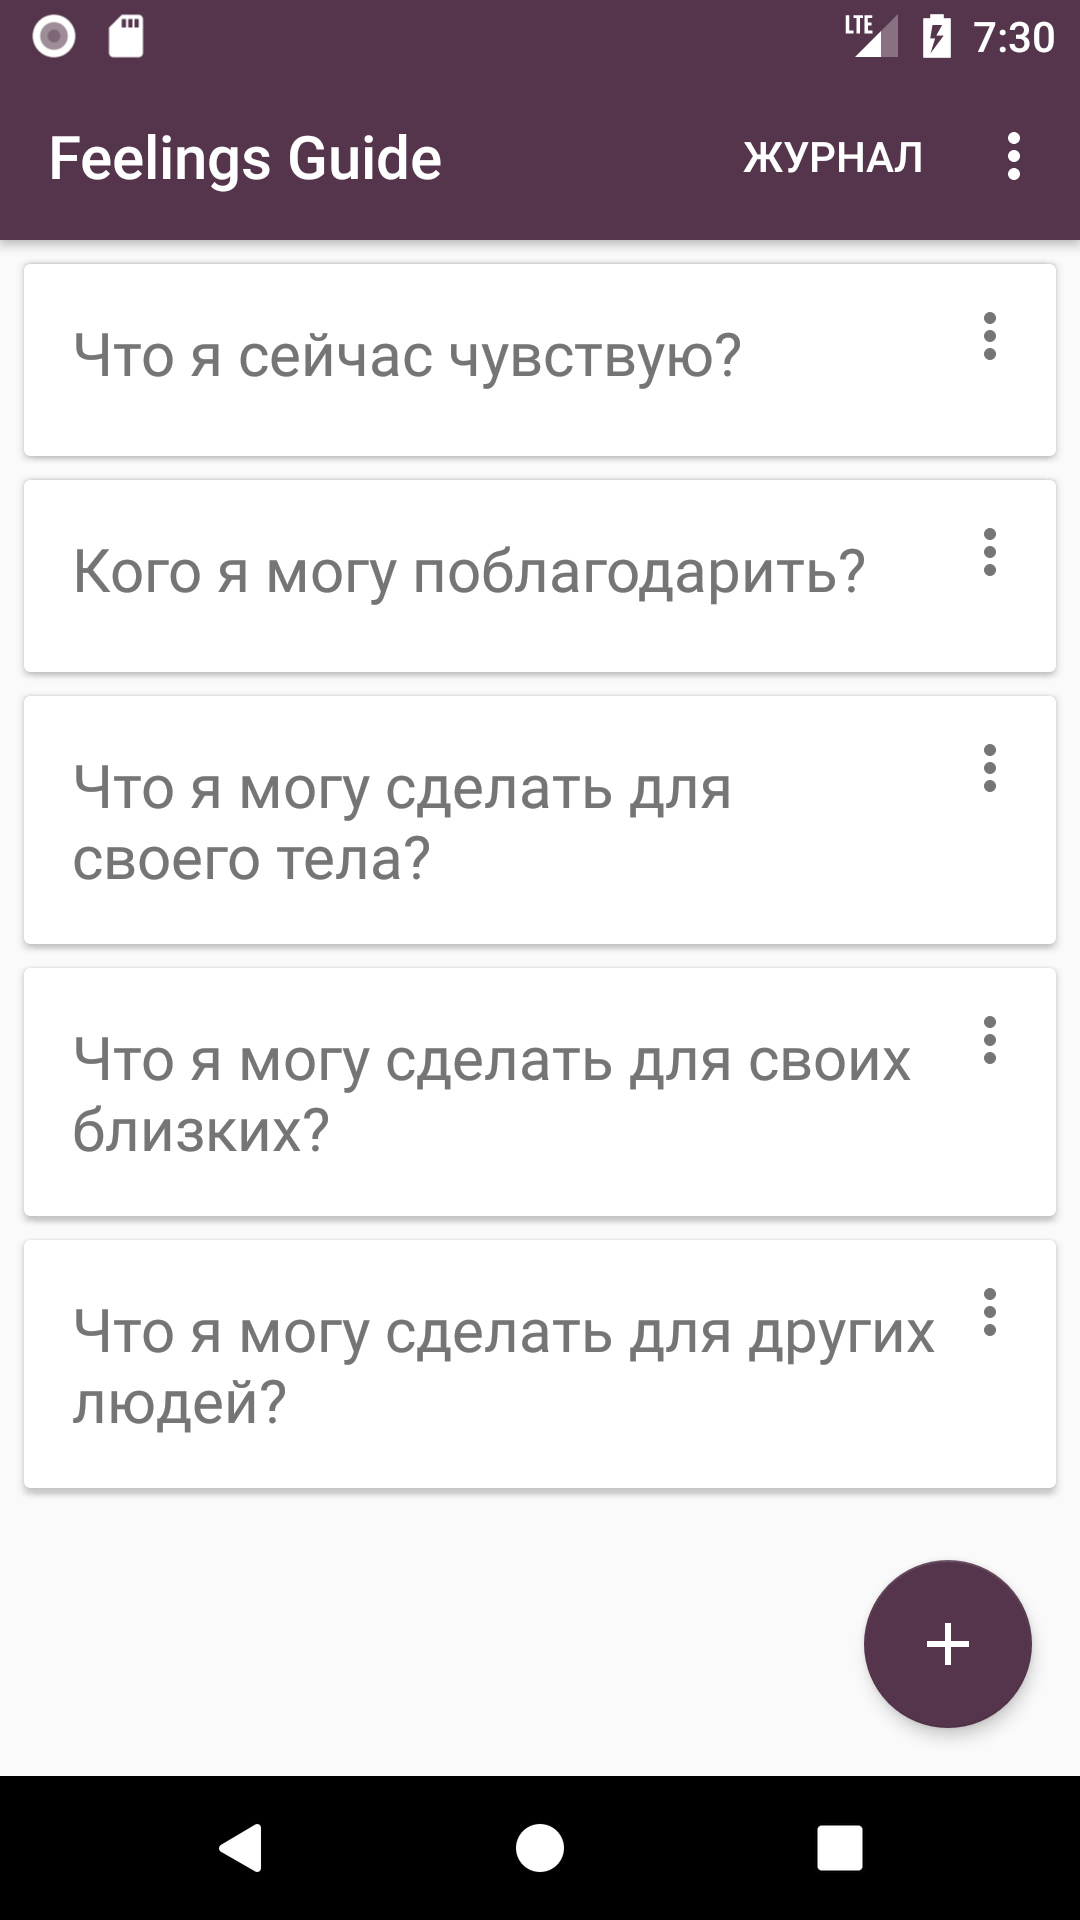 LTE 7:30
Feelings Guide ЖУРНАЛ
Что я сейчас чувствую?
Кого я могу поблагодарить?
Что я могу сделать для
своего тела?
Что я могу сделать для своих
близких?
Что я могу сделать для других
людей?